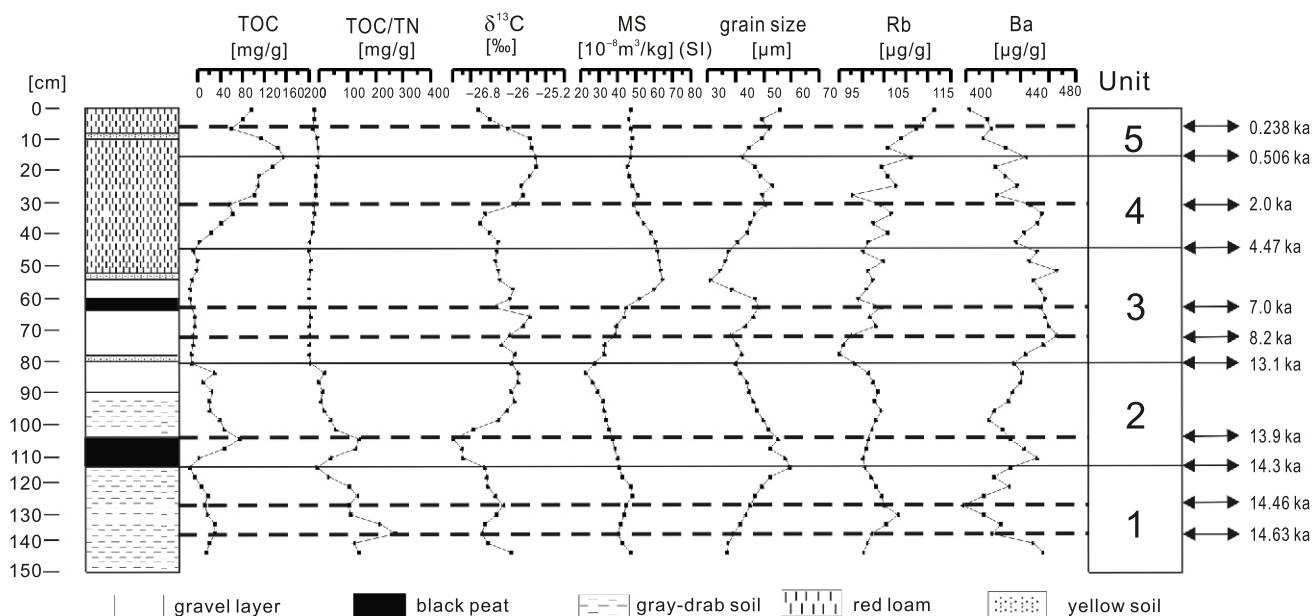 TOC TOC/TN δ¹³C MS grain size Rb Ba
[mg/g] [mg/g] [‰] [10⁻⁸m³/kg] (SI) [μm] [μg/g] [μg/g]
[cm] Unit
0 40 80 120 160 200 0 100 200 300 400 −26.8 −26 −25.2 20 30 40 50 60 70 80 30 40 50 60 70 95 105 115 400 440 480
0
10
20
30
40
50
60
70
80
90
100
110
120
130
140
150
5
4
3
2
1
0.238 ka
0.506 ka
2.0 ka
4.47 ka
7.0 ka
8.2 ka
13.1 ka
13.9 ka
14.3 ka
14.46 ka
14.63 ka
gravel layer black peat gray-drab soil red loam yellow soil